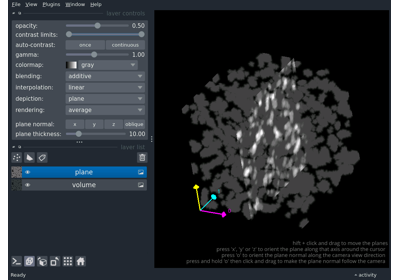 File View Plugins Window Help
layer controls
opacity: 0.50
contrast limits:
auto-contrast: once continuous
gamma: 1.00
colormap: gray
blending: additive
interpolation: linear
depiction: plane
rendering: average
plane normal: x y z oblique
plane thickness: 10.00
layer list
plane
volume
hift + click and drag to move the planes
press 'x', 'y' or 'z' to orient the plane along that axis around the cursor
press 'o' to orient the plane normal along the camera view direction
press and hold 'o' then click and drag to make the plane normal follow the camera
Ready
activity